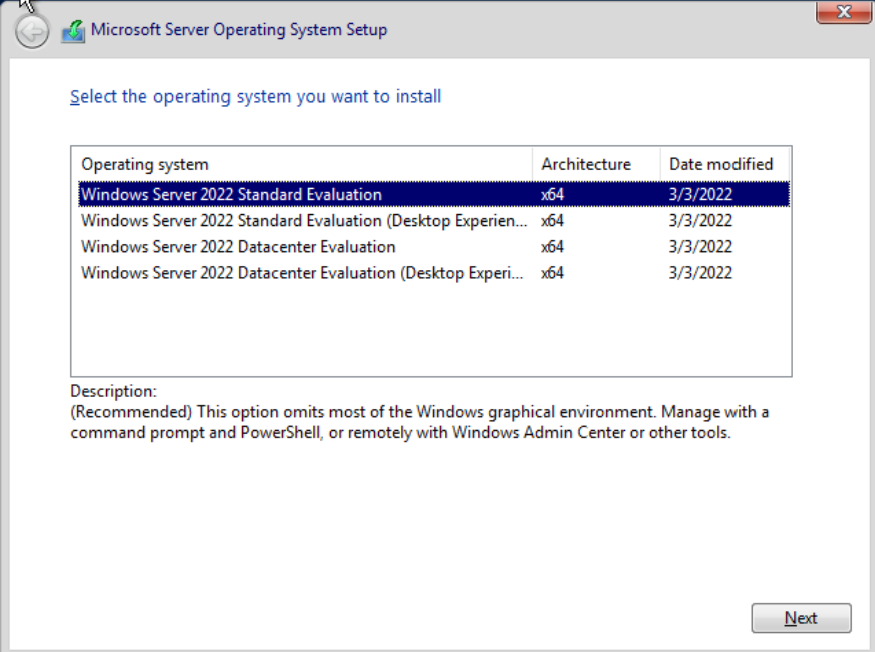 Microsoft Server Operating System Setup
Select the operating system you want to install
Operating system Architecture Date modified
Windows Server 2022 Standard Evaluation x64 3/3/2022
Windows Server 2022 Standard Evaluation (Desktop Experien... x64 3/3/2022
Windows Server 2022 Datacenter Evaluation x64 3/3/2022
Windows Server 2022 Datacenter Evaluation (Desktop Experi... x64 3/3/2022
Description:
(Recommended) This option omits most of the Windows graphical environment. Manage with a
command prompt and PowerShell, or remotely with Windows Admin Center or other tools.
Next